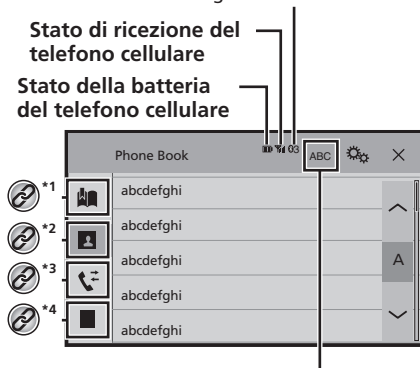 Stato di ricezione del
telefono cellulare
Stato della batteria
del telefono cellulare
Phone Book 03 ABC
*1 abcdefghi
*2 abcdefghi
*3 abcdefghi A
*4 abcdefghi
abcdefghi